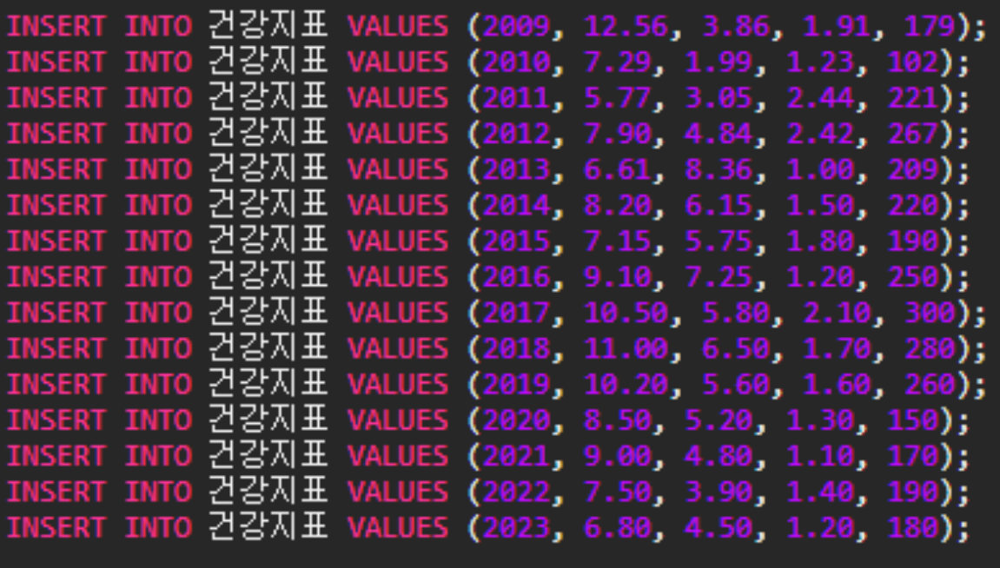 INSERT INTO 건강지표 VALUES (2009, 12.56, 3.86, 1.91, 179);
INSERT INTO 건강지표 VALUES (2010, 7.29, 1.99, 1.23, 102);
INSERT INTO 건강지표 VALUES (2011, 5.77, 3.05, 2.44, 221);
INSERT INTO 건강지표 VALUES (2012, 7.90, 4.84, 2.42, 267);
INSERT INTO 건강지표 VALUES (2013, 6.61, 8.36, 1.00, 209);
INSERT INTO 건강지표 VALUES (2014, 8.20, 6.15, 1.50, 220);
INSERT INTO 건강지표 VALUES (2015, 7.15, 5.75, 1.80, 190);
INSERT INTO 건강지표 VALUES (2016, 9.10, 7.25, 1.20, 250);
INSERT INTO 건강지표 VALUES (2017, 10.50, 5.80, 2.10, 300);
INSERT INTO 건강지표 VALUES (2018, 11.00, 6.50, 1.70, 280);
INSERT INTO 건강지표 VALUES (2019, 10.20, 5.60, 1.60, 260);
INSERT INTO 건강지표 VALUES (2020, 8.50, 5.20, 1.30, 150);
INSERT INTO 건강지표 VALUES (2021, 9.00, 4.80, 1.10, 170);
INSERT INTO 건강지표 VALUES (2022, 7.50, 3.90, 1.40, 190);
INSERT INTO 건강지표 VALUES (2023, 6.80, 4.50, 1.20, 180);